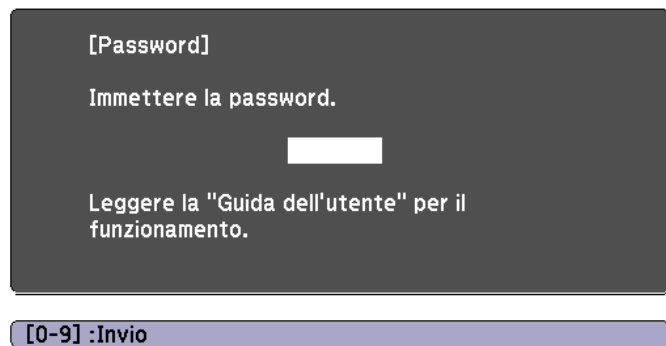 [Password]
Immettere la password.
Leggere la "Guida dell'utente" per il
funzionamento.
[0-9] :Invio